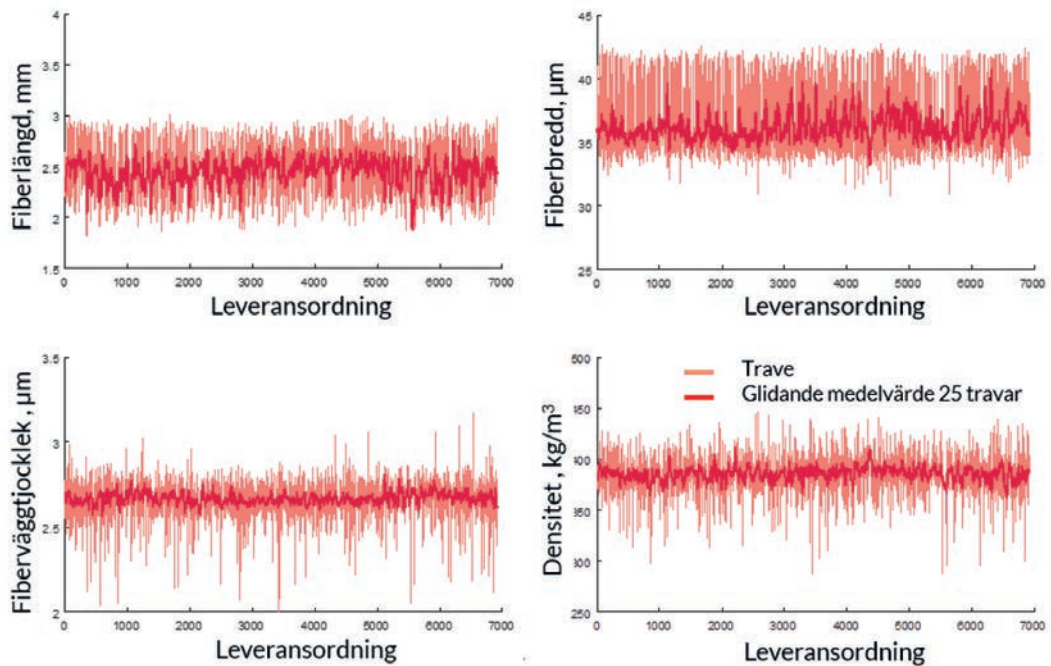 4
3.5
3
2.5
2
1.5
Fiberlängd, mm
0 1000 2000 3000 4000 5000 6000 7000
Leveransordning
45
40
35
30
25
Fiberbredd, µm
0 1000 2000 3000 4000 5000 6000 7000
Leveransordning
3.5
3
2.5
2
Fiberväggtjocklek , µm
0 1000 2000 3000 4000 5000 6000 7000
Leveransordning
250
Densitet , kg/m³
Trave
Glidande medelvärde 25 travar
0 1000 2000 3000 4000 5000 6000 7000
Leveransordning